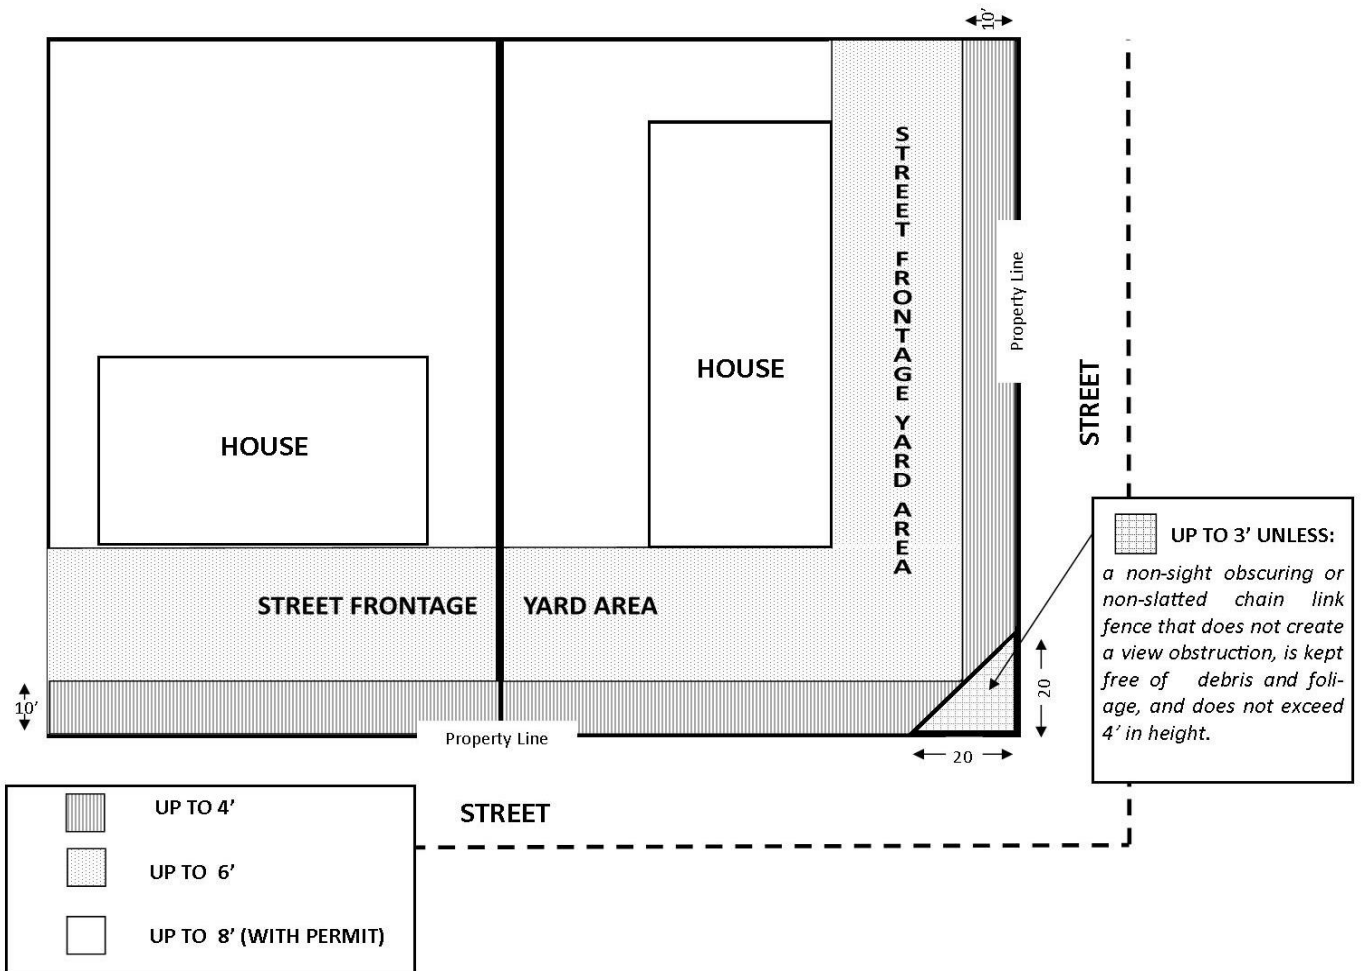 10'
STREET FRONTAGE YARD AREA
Property Line
HOUSE
STREET
HOUSE
UP TO 3’ UNLESS:
a non-sight obscuring or
non-slatted chain link
fence that does not create
a view obstruction, is kept
free of debris and foli-
age, and does not exceed
4’ in height.
STREET FRONTAGE YARD AREA
20
10'
Property Line
20
STREET
UP TO 4’
UP TO 6’
UP TO 8’ (WITH PERMIT)